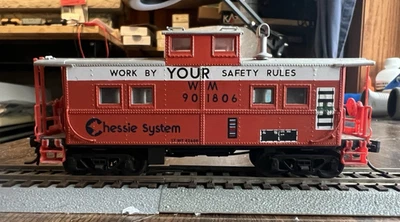 WORK BY YOUR SAFETY RULES
WM
901806
Chessie System